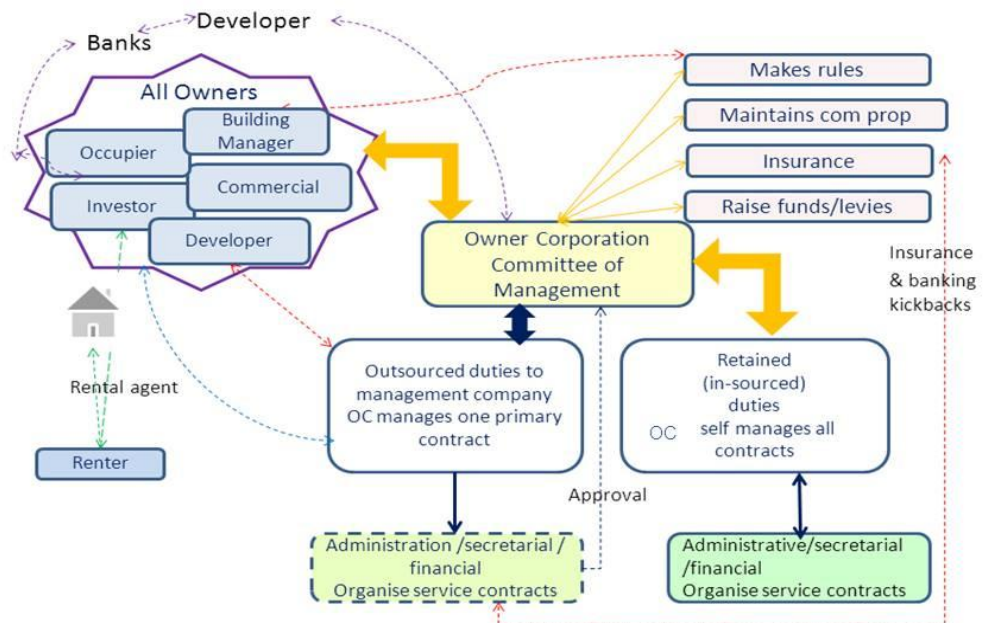 Developer
Banks
All Owners
Building
Manager
Occupier
Commercial
Investor
Developer
Makes rules
Maintains com prop
Insurance
Raise funds/levies
Owner Corporation
Committee of
Management
Insurance
& banking
kickbacks
Rental agent
Renter
Outsourced duties to
management company
OC manages one primary
contract
Retained
(in-sourced)
duties
OC self manages all
contracts
Approval
Administration /secretarial /
financial
Organise service contracts
Administrative/secretarial
/financial
Organise service contracts